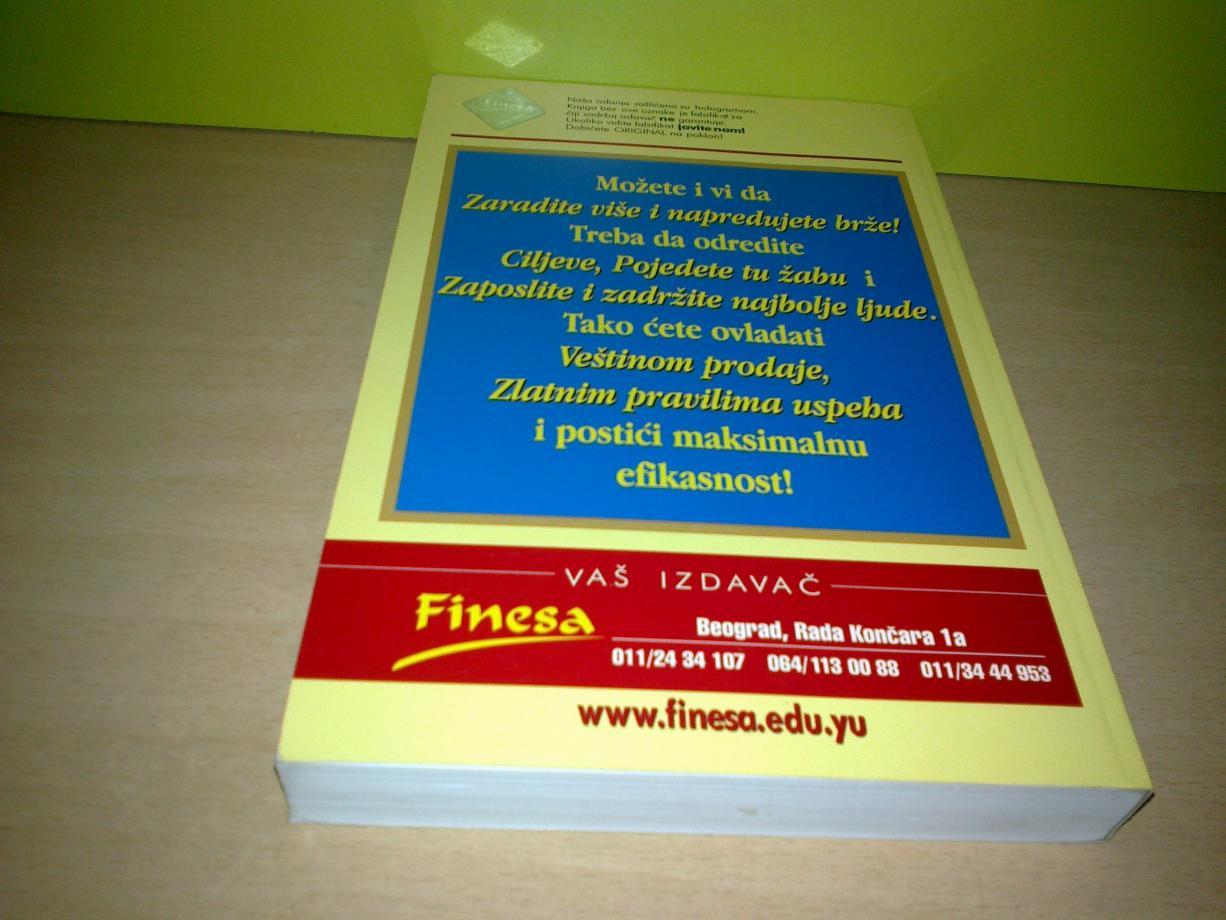 Finesa
Naša izdanja zaštićena su hologramom.
Knjiga bez ove oznake je falsifikat za
čiji sadržaj izdavač ne garantuje.
Ukoliko vidite falsifikat javite nam!
Dobićete ORIGINAL na poklon!
Možete i vi da
Zaradite više i napredujete brže!
Treba da odredite
Ciljeve, Pojedete tu žabu i
Zaposlite i zadržite najbolje ljude.
Tako ćete ovladati
Veštinom prodaje,
Zlatnim pravilima uspeha
i postići maksimalnu
efikasnost!
VAŠ IZDAVAČ
Finesa
Beograd, Rada Končara 1a
011/24 34 107 064/113 00 88 011/34 44 953
www.finesa.edu.yu